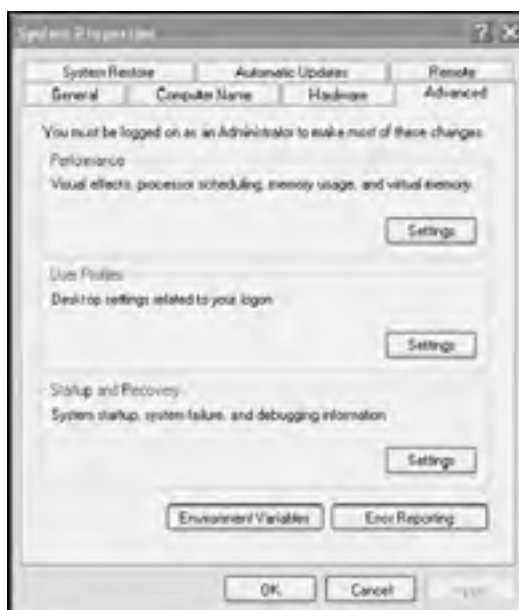 System Properties
? X
System Restore Automatic Updates Remote
General Computer Name Hardware Advanced
You must be logged on as an Administrator to make most of these changes.
Performance
Visual effects, processor scheduling, memory usage, and virtual memory
Settings
User Profiles
Desktop settings related to your logon
Settings
Startup and Recovery
System startup, system failure, and debugging information
Settings
Environment Variables Error Reporting
OK Cancel Apply